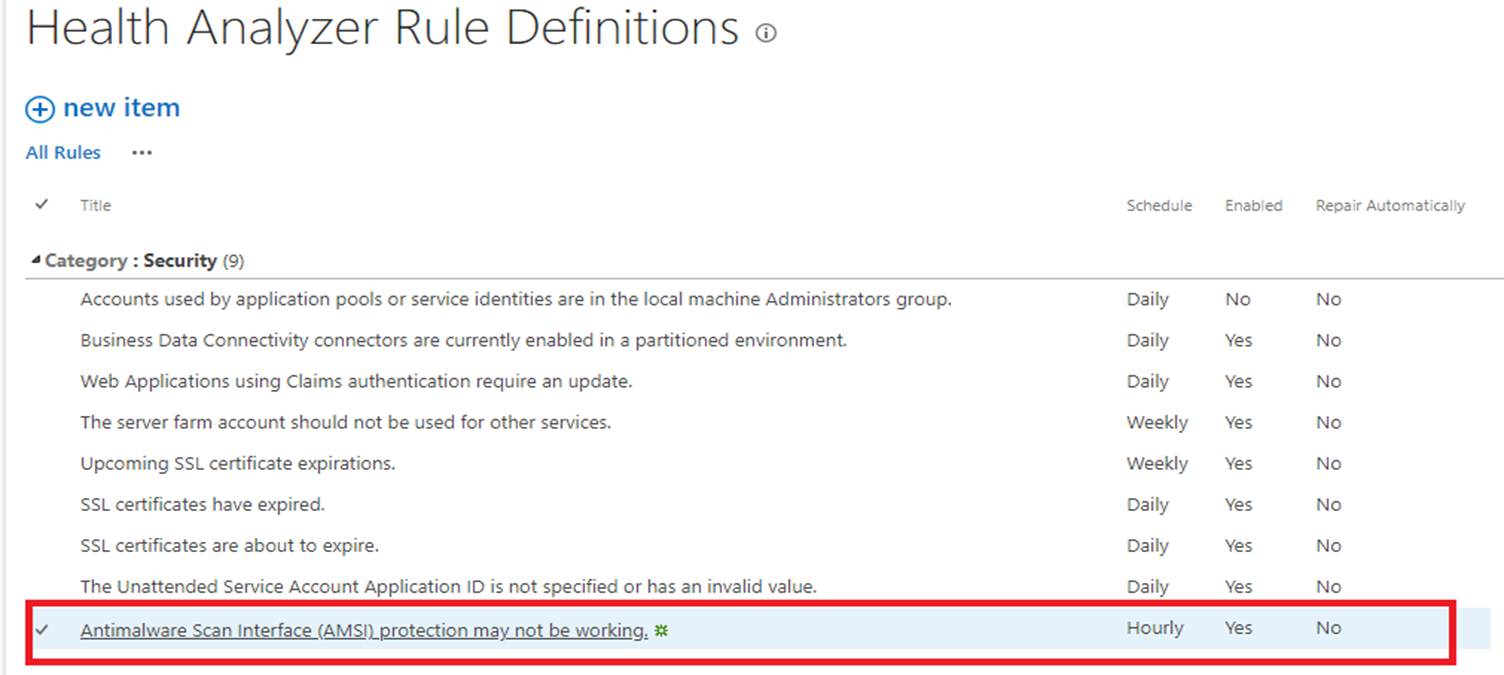 Health Analyzer Rule Definitions
new item
All Rules ...
Title Schedule Enabled Repair Automatically
Category : Security (9)
Accounts used by application pools or service identities are in the local machine Administrators group. Daily No No
Business Data Connectivity connectors are currently enabled in a partitioned environment. Daily Yes No
Web Applications using Claims authentication require an update. Daily Yes No
The server farm account should not be used for other services. Weekly Yes No
Upcoming SSL certificate expirations. Weekly Yes No
SSL certificates have expired. Daily Yes No
SSL certificates are about to expire. Daily Yes No
The Unattended Service Account Application ID is not specified or has an invalid value. Daily Yes No
Antimalware Scan Interface (AMSI) protection may not be working. Hourly Yes No